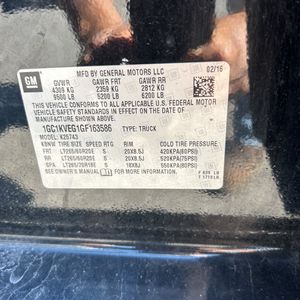 GM
MFD BY GENERAL MOTORS LLC
02/16
GVWR GAWR FRT GAWR RR
4309 KG 2359 KG 2812 KG
9500 LB 5200 LB 6200 LB
THIS VEHICLE CONFORMS TO ALL APPLICABLE U.S. FEDERAL MOTOR
VEHICLE SAFETY STANDARDS IN EFFECT ON THE DATE OF
MANUFACTURE SHOWN ABOVE.
1GC1KVEG1GF163586 TYPE: TRUCK
MODEL: K25743
TIRE SIZE SPEED RTG RIM COLD TIRE PRESSURE
FRT LT265/60R20E S 20X8.5J 420KPA(60PSI)
RR LT265/60R20E S 20X8.5J 520KPA(75PSI)
SPA LT265/70R18E S 18X8J 550KPA(80PSI)
SEE OWNER'S MANUAL FOR MORE INFORMATION.